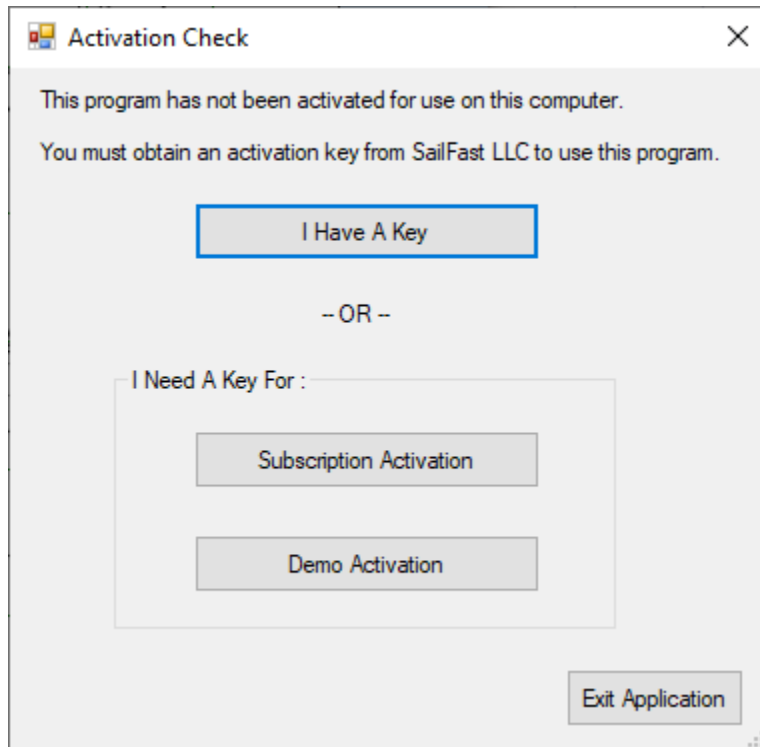 Activation Check
This program has not been activated for use on this computer.
You must obtain an activation key from SailFast LLC to use this program.
I Have A Key
-- OR --
I Need A Key For :
Subscription Activation
Demo Activation
Exit Application